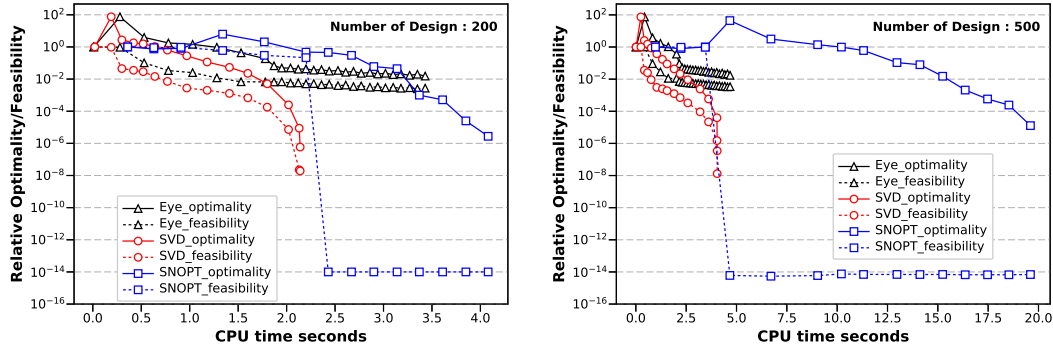 Relative Optimality/Feasibility
10^2
10^0
10^-2
10^-4
10^-6
10^-8
10^-10
10^-12
10^-14
10^-16
Number of Design : 200
Eye_optimality
Eye_feasibility
SVD_optimality
SVD_feasibility
SNOPT_optimality
SNOPT_feasibility
0.0 0.5 1.0 1.5 2.0 2.5 3.0 3.5 4.0
CPU time seconds
Relative Optimality/Feasibility
10^2
10^0
10^-2
10^-4
10^-6
10^-8
10^-10
10^-12
10^-14
10^-16
Number of Design : 500
Eye_optimality
Eye_feasibility
SVD_optimality
SVD_feasibility
SNOPT_optimality
SNOPT_feasibility
0.0 2.5 5.0 7.5 10.0 12.5 15.0 17.5 20.0
CPU time seconds